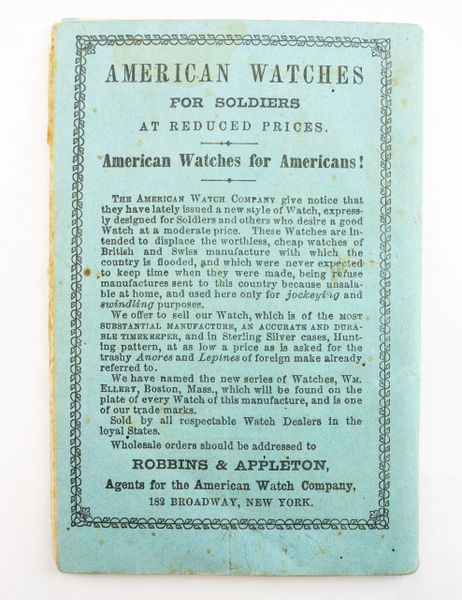 AMERICAN WATCHES
FOR SOLDIERS
AT REDUCED PRICES.
American Watches for Americans!
THE AMERICAN WATCH COMPANY give notice that
they have lately issued a new style of Watch, express-
ly designed for Soldiers and others who desire a good
Watch at a moderate price. These Watches are in-
tended to displace the worthless, cheap watches of
British and Swiss manufacture with which the
country is flooded, and which were never expected
to keep time when they were made, being refuse
manufactures sent to this country because unsala-
ble at home, and used here only for jockeying and
swindling purposes.
We offer to sell our Watch, which is of the MOST
SUBSTANTIAL MANUFACTURE, AN ACCURATE AND DURA-
BLE TIMEKEEPER, and in Sterling Silver cases, Hunt-
ing pattern, at as low a price as is asked for the
trashy Ancres and Lepines of foreign make already
referred to.
We have named the new series of Watches, WM.
ELLERY, Boston, Mass., which will be found on the
plate of every Watch of this manufacture, and is one
of our trade marks.
Sold by all respectable Watch Dealers in the
loyal States.
Wholesale orders should be addressed to
ROBBINS & APPLETON,
Agents for the American Watch Company,
182 BROADWAY, NEW YORK.